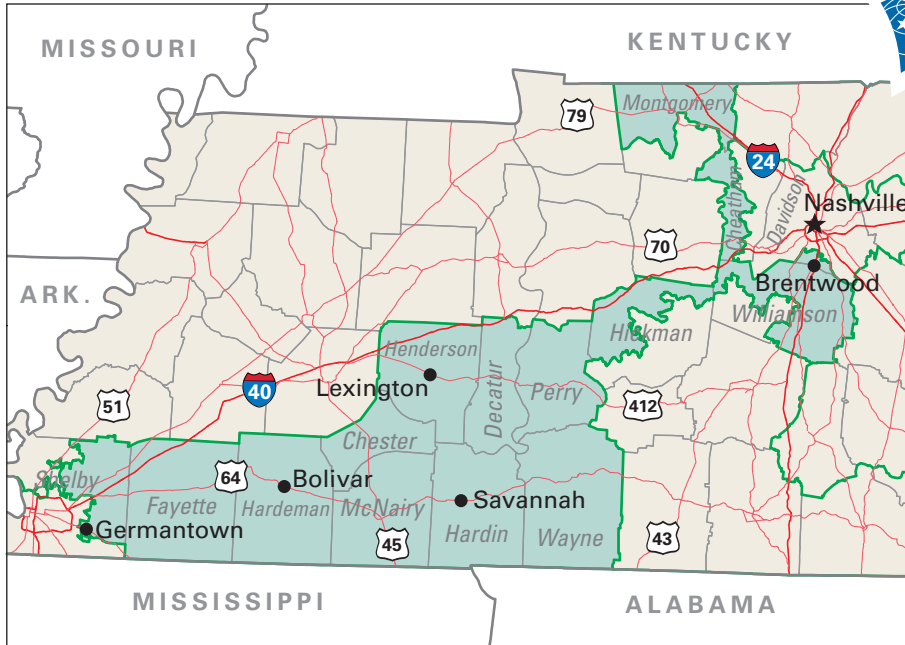 MISSOURI
KENTUCKY
Montgomery
79
24
Cheatham
Davidson
Nashville
70
ARK.
Brentwood
Williamson
Hickman
Henderson
Lexington
40
51
Decatur
Perry
412
Chester
Shelby
64
Bolivar
Fayette
Hardeman
McNairy
Savannah
Germantown
45
Hardin
Wayne
43
MISSISSIPPI
ALABAMA